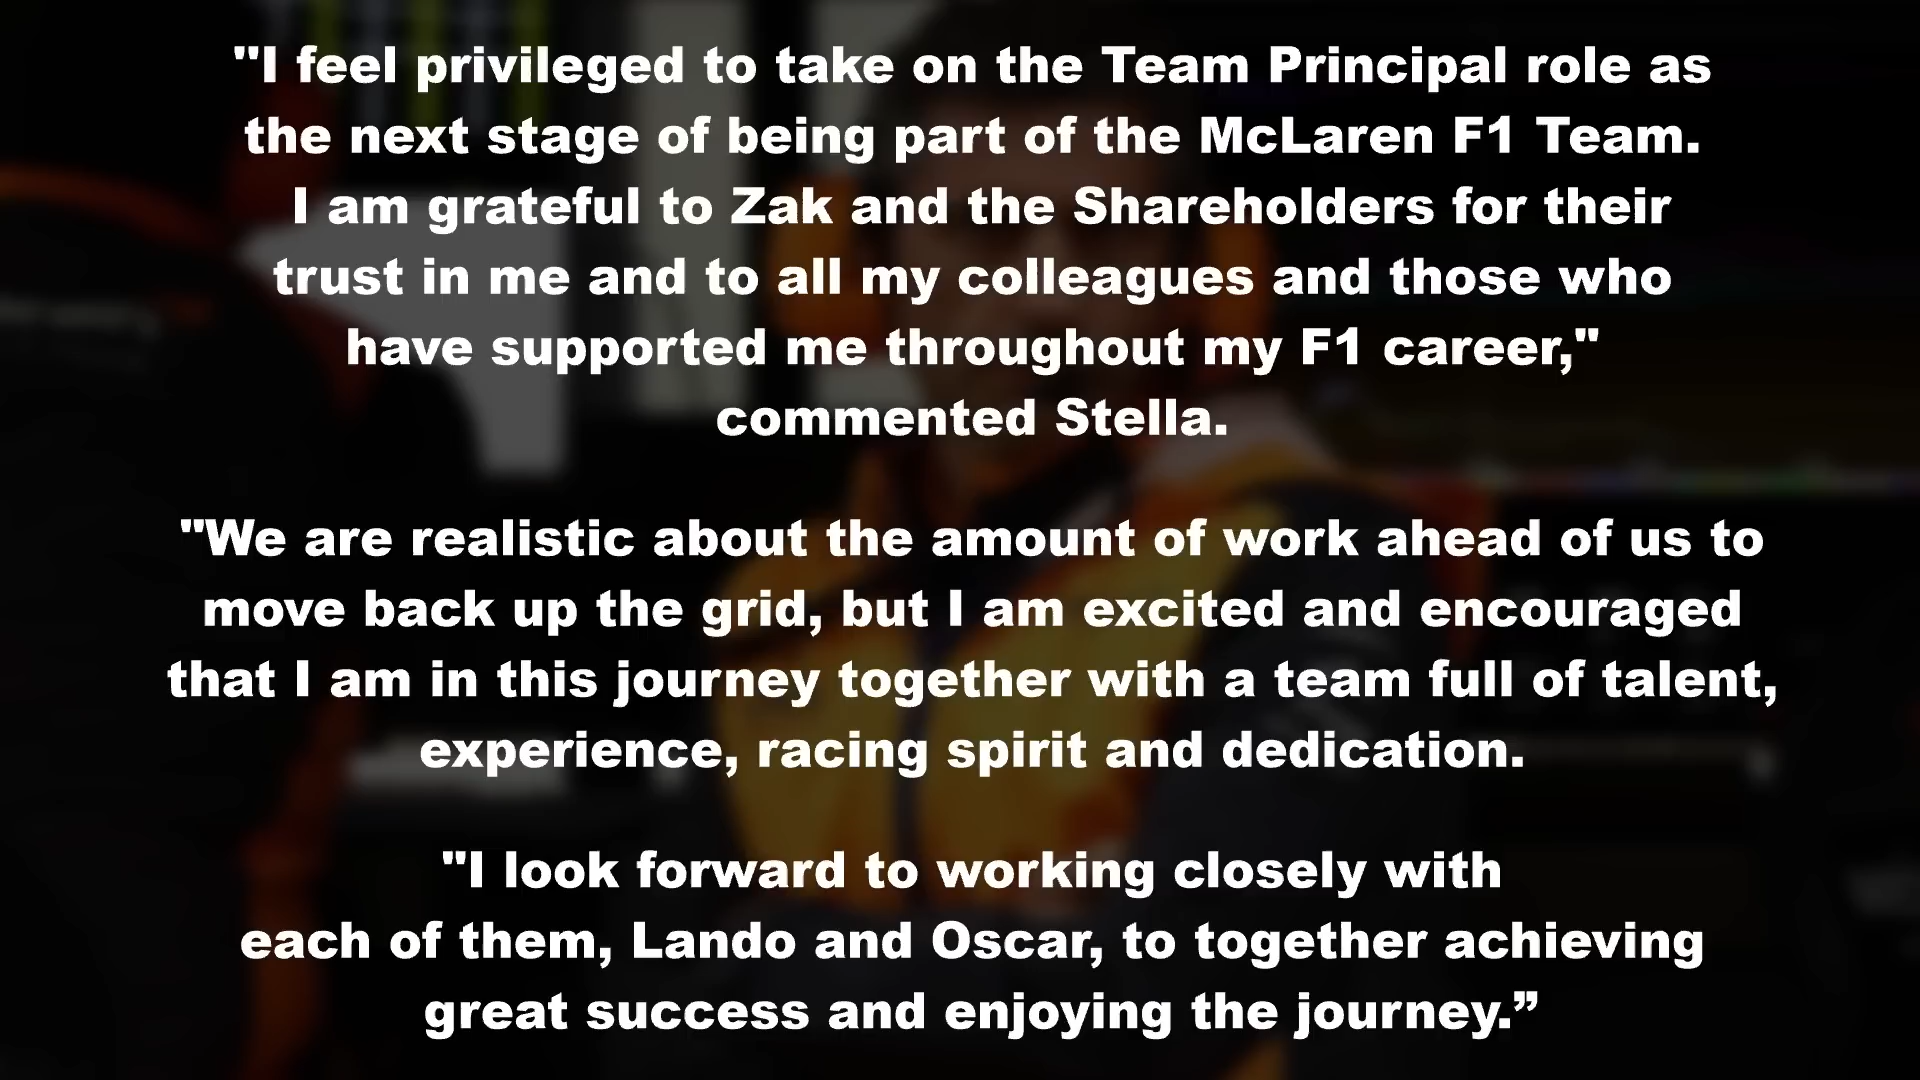 "I feel privileged to take on the Team Principal role as
the next stage of being part of the McLaren F1 Team.
I am grateful to Zak and the Shareholders for their
trust in me and to all my colleagues and those who
have supported me throughout my F1 career,"
commented Stella.
"We are realistic about the amount of work ahead of us to
move back up the grid, but I am excited and encouraged
that I am in this journey together with a team full of talent,
experience, racing spirit and dedication.
"I look forward to working closely with
each of them, Lando and Oscar, to together achieving
great success and enjoying the journey.”